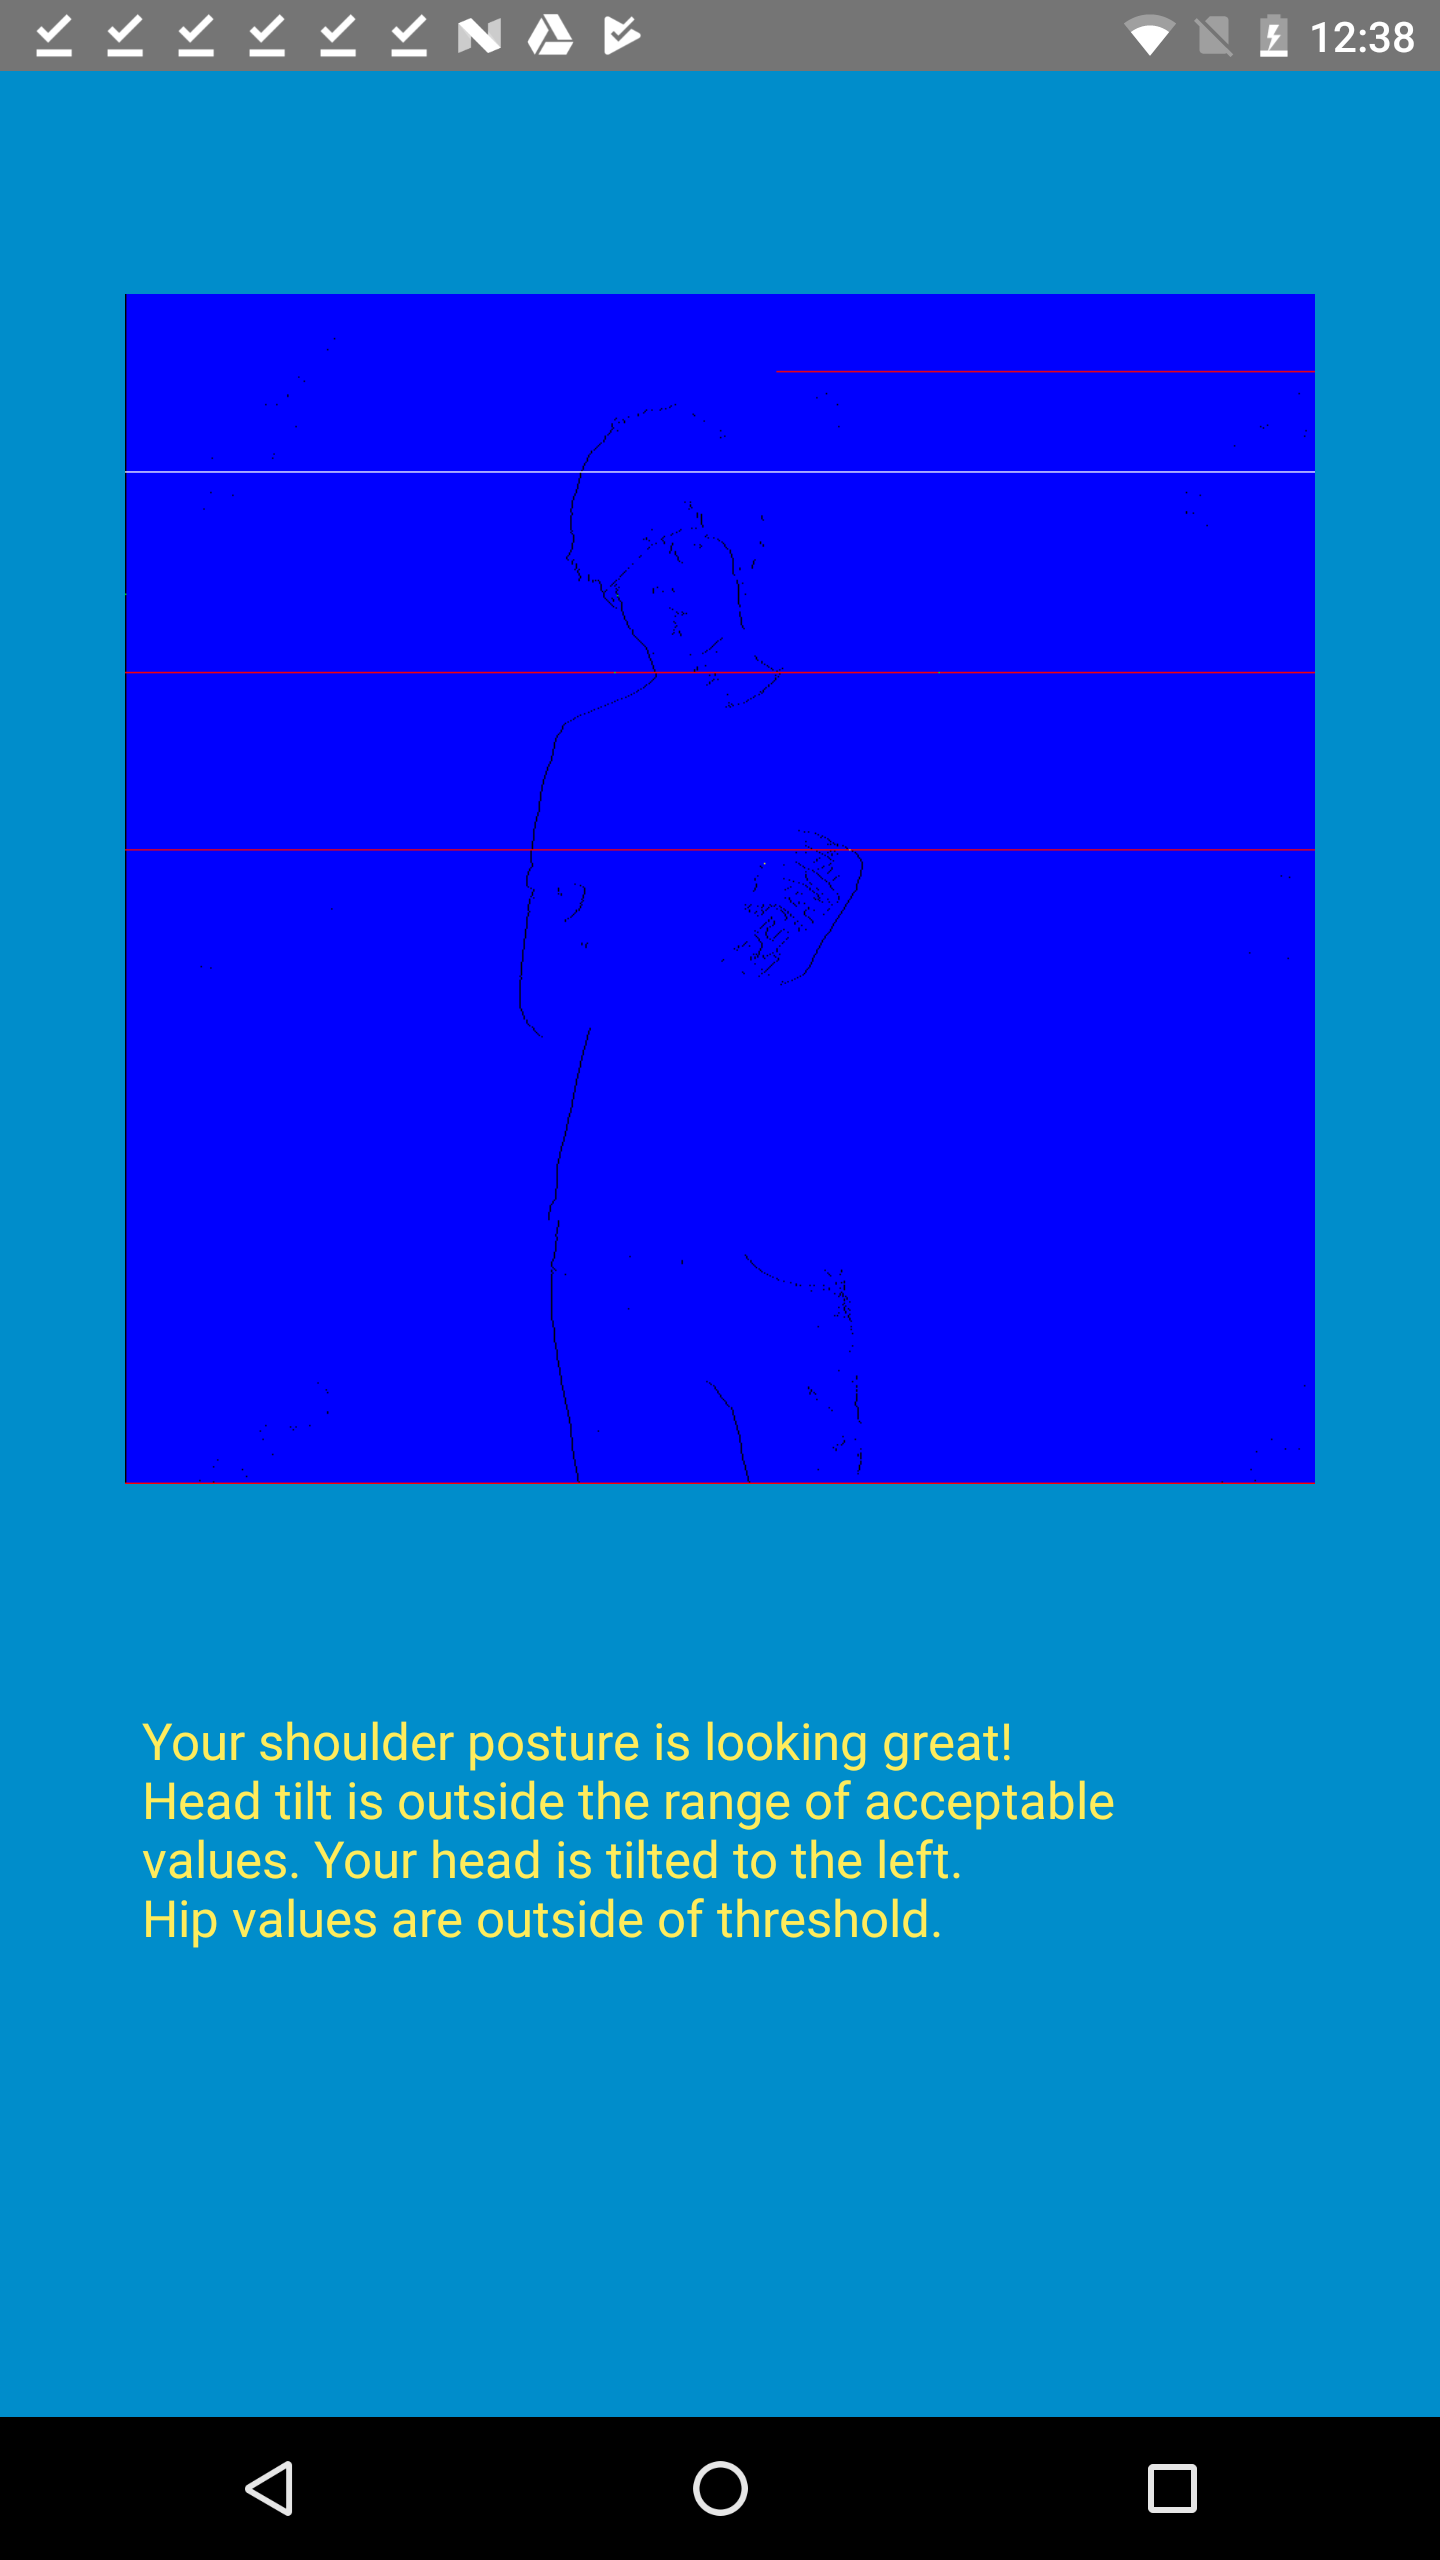 12:38
Your shoulder posture is looking great!
Head tilt is outside the range of acceptable
values. Your head is tilted to the left.
Hip values are outside of threshold.